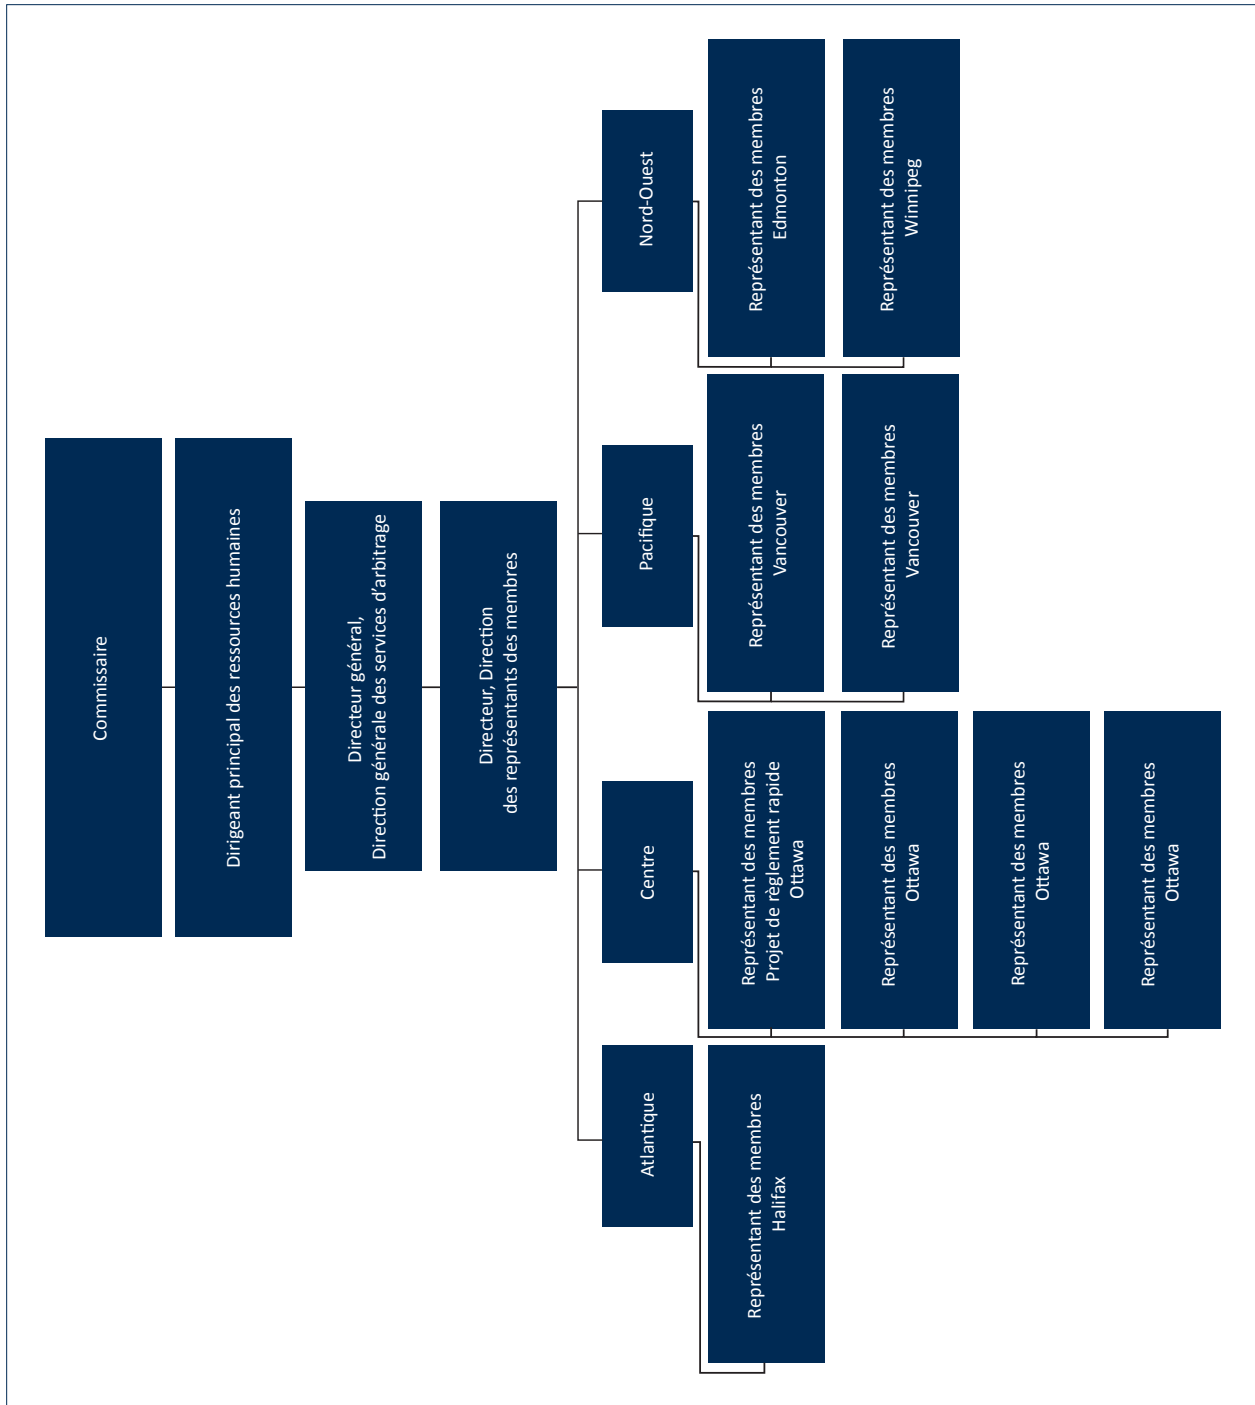 Commissaire
Dirigeant principal des ressources humaines
Directeur général,
Direction générale des services d’arbitrage
Directeur, Direction
des représentants des membres
Atlantique
Représentant des membres
Halifax
Centre
Représentant des membres
Projet de règlement rapide
Ottawa
Représentant des membres
Ottawa
Représentant des membres
Ottawa
Représentant des membres
Ottawa
Pacifique
Représentant des membres
Vancouver
Représentant des membres
Vancouver
Nord-Ouest
Représentant des membres
Edmonton
Représentant des membres
Winnipeg